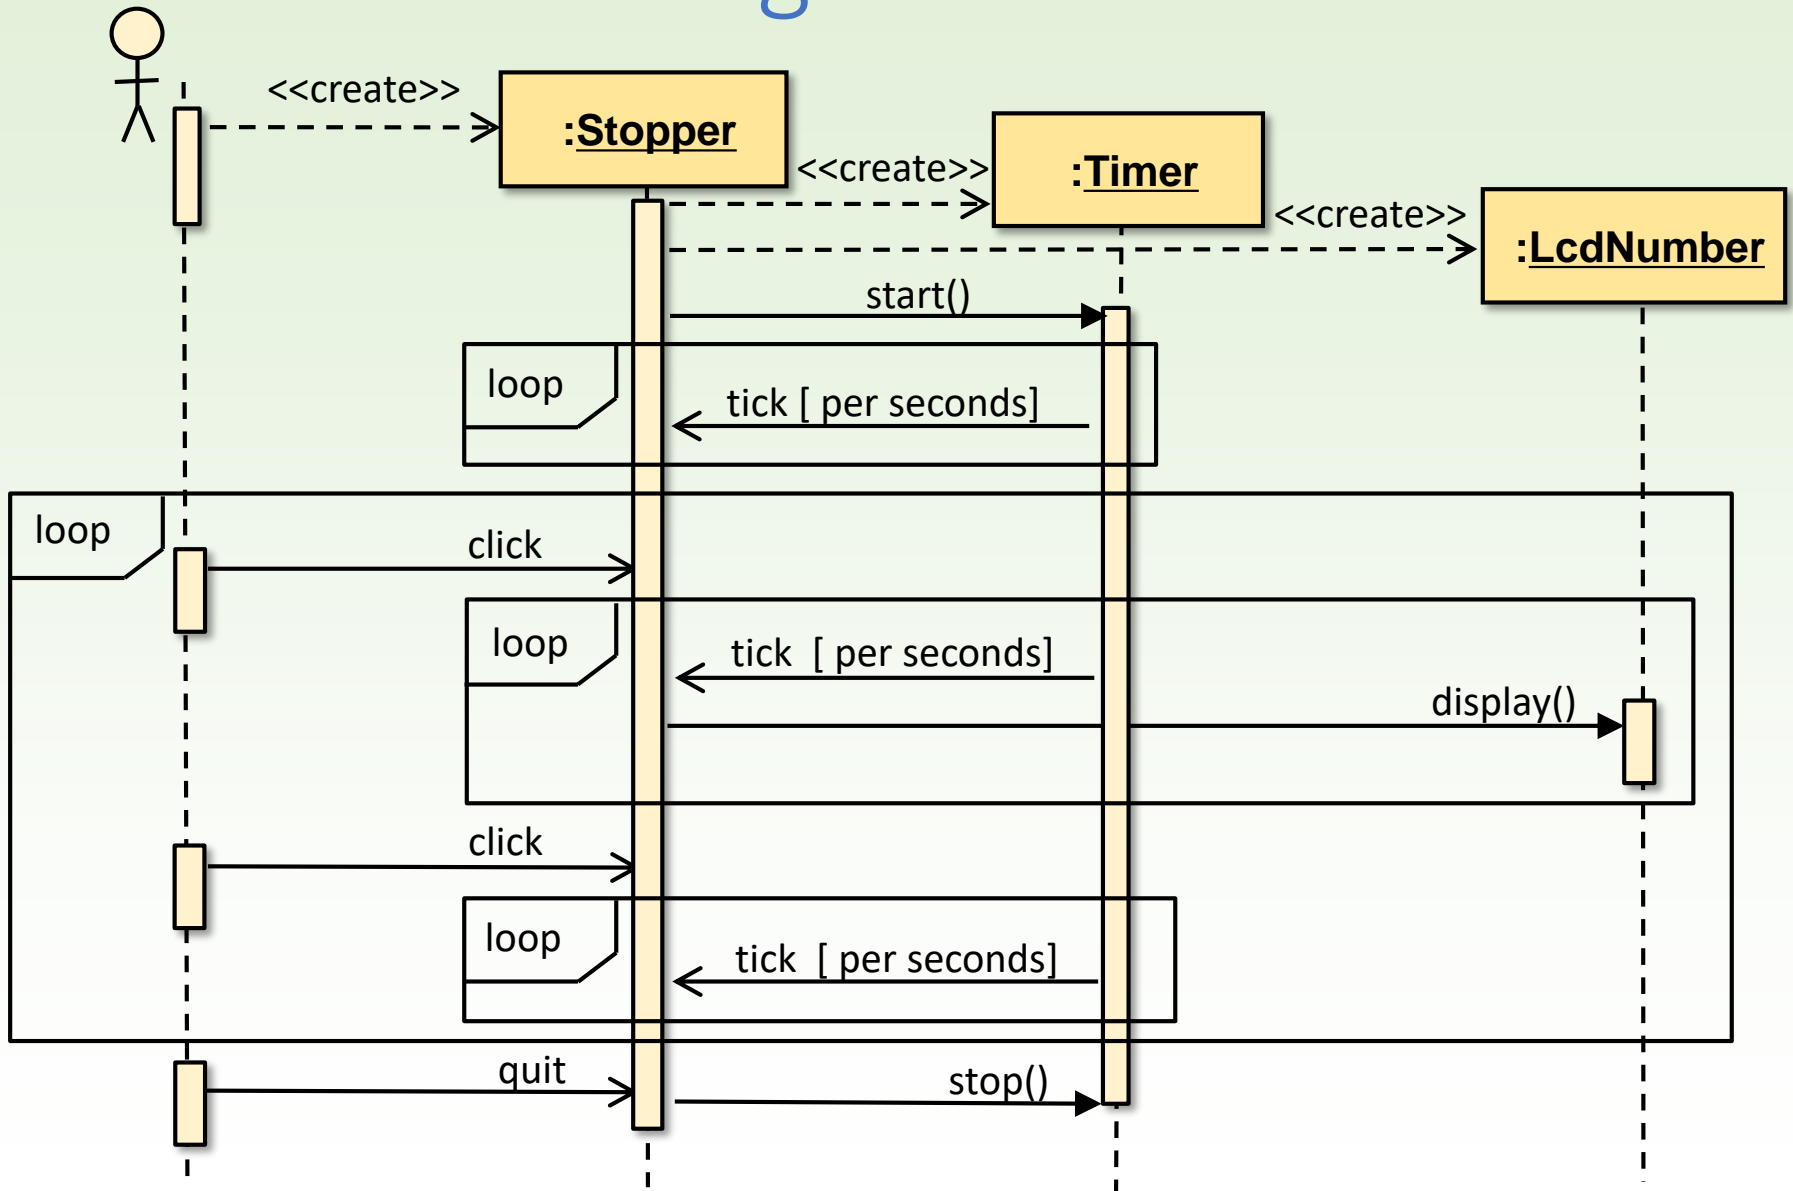 <<create>>
:Stopper
<<create>>
:Timer
<<create>>
:LcdNumber
start()
loop
tick [ per seconds]
loop
click
loop
tick [ per seconds]
display()
click
loop
tick [ per seconds]
quit
stop()